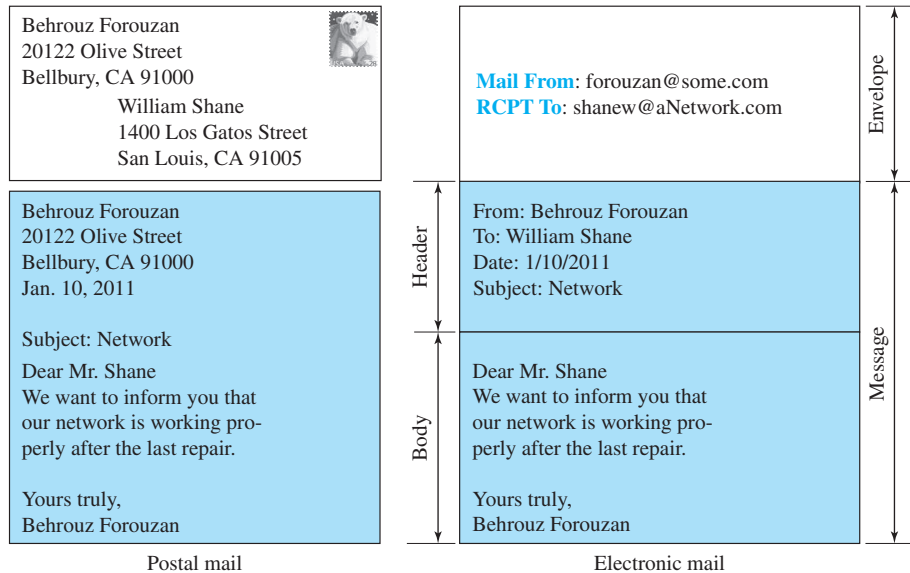 Behrouz Forouzan
20122 Olive Street
Bellbury, CA 91000
William Shane
1400 Los Gatos Street
San Louis, CA 91005
Behrouz Forouzan
20122 Olive Street
Bellbury, CA 91000
Jan. 10, 2011
Subject: Network
Dear Mr. Shane
We want to inform you that
our network is working pro-
perly after the last repair.
Yours truly,
Behrouz Forouzan
Postal mail
Mail From: forouzan@some.com
RCPT To: shanew@aNetwork.com
Envelope
Header
From: Behrouz Forouzan
To: William Shane
Date: 1/10/2011
Subject: Network
Message
Body
Dear Mr. Shane
We want to inform you that
our network is working pro-
perly after the last repair.
Yours truly,
Behrouz Forouzan
Electronic mail